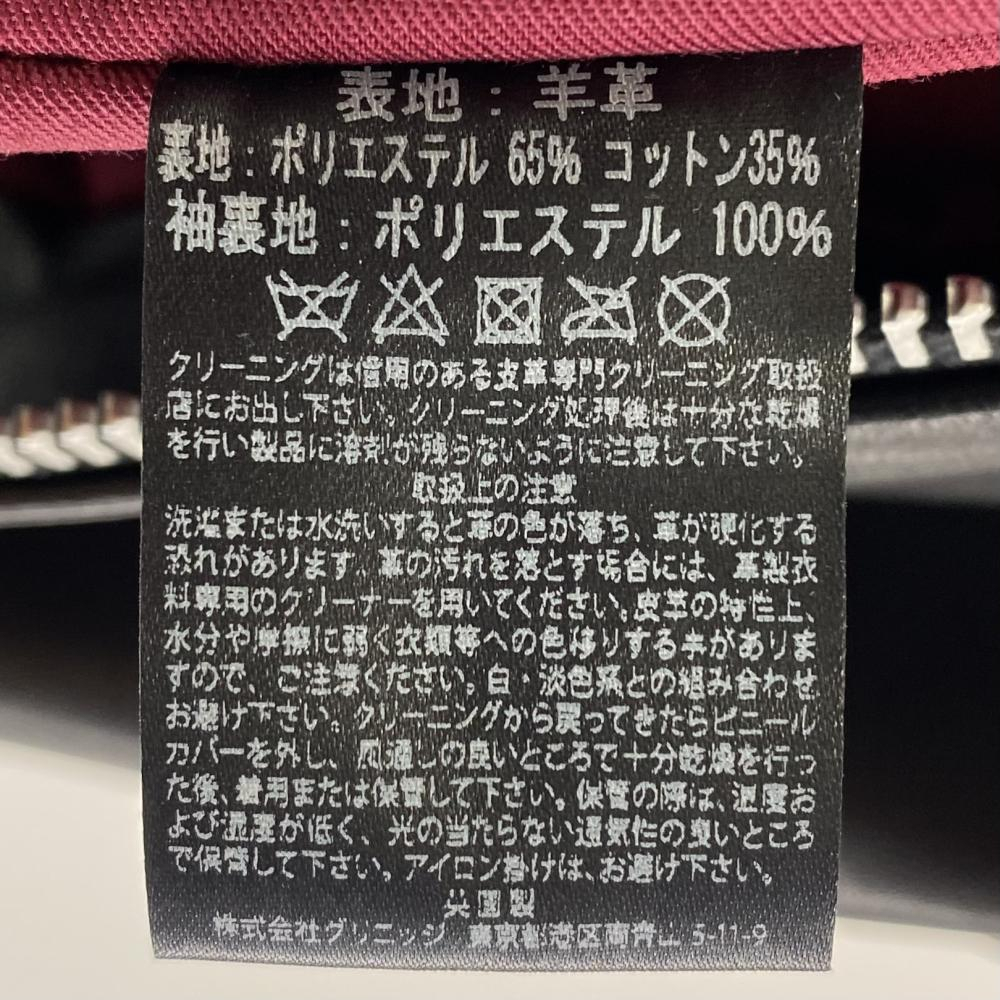 表地：羊革
裏地：ポリエステル 65% コットン35%
袖裏地：ポリエステル 100%
クリーニングは信用のある皮革専門クリーニング取扱
店にお出し下さい。クリーニング処理後は十分な乾燥
を行い製品に溶剤が残らないように注意して下さい。
取扱上の注意
洗濯または水洗いすると革の色が落ち、革が硬化する
恐れがあります 革の汚れを落とす場合には、革製衣
料専用のクリーナーを用いてください。皮革の特性上、
水分や摩擦に弱く衣類等への色移りする事がありま
すので、ご注意ください。白・淡色系との組み合わせ
お避け下さい。クリーニングから戻ってきたらビニール
カバーを外し、風通しの良いところで十分乾燥を行っ
た後、着用または保管して下さい。保管の際は、温度お
よび湿度が低く、光の当たらない通気性の良いところ
で保管して下さい。アイロン掛けは、お避け下さい。
英国製
株式会社グリニッジ 東京都港区南青山 5-11-9